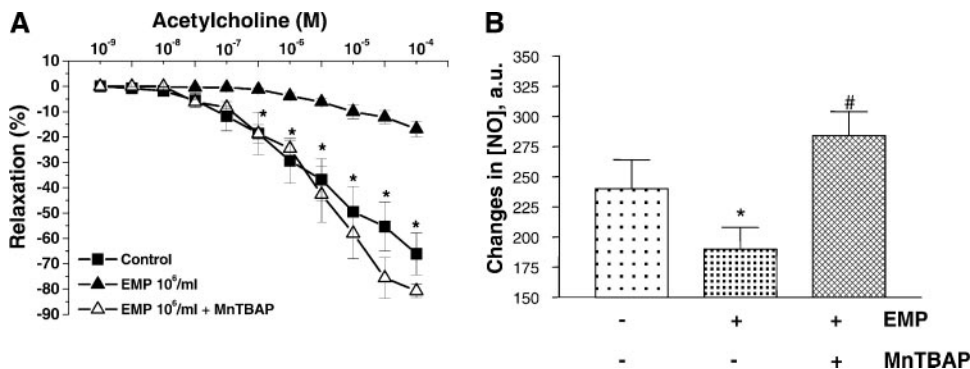 A
Acetylcholine (M)
10⁻⁹ 10⁻⁸ 10⁻⁷ 10⁻⁶ 10⁻⁵ 10⁻⁴
Relaxation (%)
10
0
-10
-20
-30
-40
-50
-60
-70
-80
-90
* * * * * *
Control
EMP 10⁶/ml
EMP 10⁶/ml + MnTBAP
B
Changes in [NO], a.u.
350
325
300
275
250
225
200
175
150
*
#
- + + EMP
- - + MnTBAP